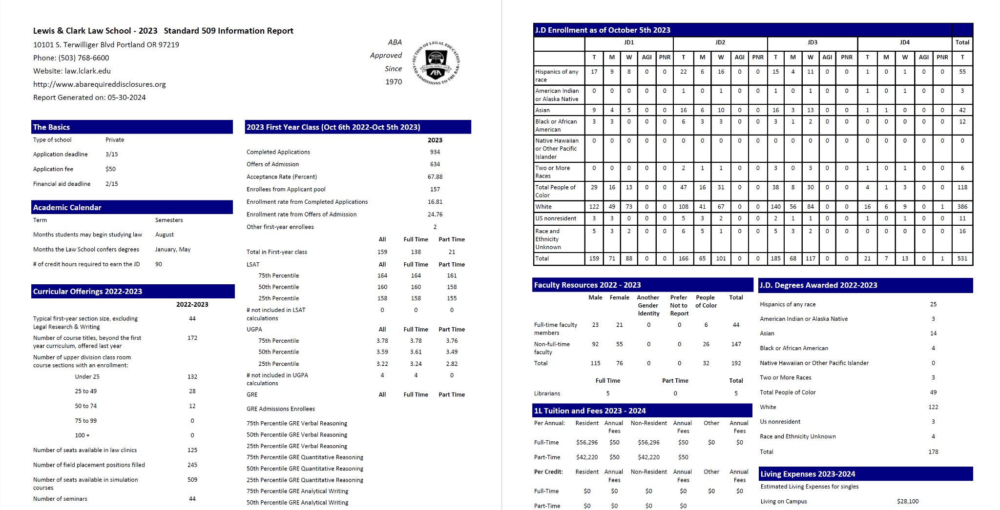 Lewis & Clark Law School - 2023 Standard 509 Information Report
10101 S. Terwilliger Blvd Portland OR 97219
Phone: (503) 768-6600
Website: law.lclark.edu
http://www.abarequireddisclosures.org
Report Generated on: 05-30-2024
ABA
Approved
Since
1970
SECTION OF LEGAL EDUCATION
AND ADMISSIONS TO THE BAR
ABA
The Basics
Type of school Private
Application deadline 3/15
Application fee $50
Financial aid deadline 2/15
Academic Calendar
Term Semesters
Months students may begin studying law August
Months the Law School confers degrees January, May
# of credit hours required to earn the JD 90
Curricular Offerings 2022-2023
2022-2023
Typical first-year section size, excluding
Legal Research & Writing 44
Number of course titles, beyond the first
year curriculum, offered last year 172
Number of upper division class room
course sections with an enrollment:
Under 25 132
25 to 49 28
50 to 74 12
75 to 99 0
100 + 0
Number of seats available in law clinics 125
Number of field placement positions filled 245
Number of seats available in simulation
courses 509
Number of seminars 44
2023 First Year Class (Oct 6th 2022-Oct 5th 2023)
2023
Completed Applications 934
Offers of Admission 634
Acceptance Rate (Percent) 67.88
Enrollees from Applicant pool 157
Enrollment rate from Completed Applications 16.81
Enrollment rate from Offers of Admission 24.76
Other first-year enrollees 2
All Full Time Part Time
Total in First-year class 159 138 21
LSAT All Full Time Part Time
75th Percentile 164 164 161
50th Percentile 160 160 158
25th Percentile 158 158 155
# not included in LSAT
calculations 0 0 0
UGPA All Full Time Part Time
75th Percentile 3.78 3.78 3.76
50th Percentile 3.59 3.61 3.49
25th Percentile 3.22 3.24 2.82
# not included in UGPA
calculations 4 4 0
GRE All Full Time Part Time
GRE Admissions Enrollees
75th Percentile GRE Verbal Reasoning
50th Percentile GRE Verbal Reasoning
25th Percentile GRE Verbal Reasoning
75th Percentile GRE Quantitative Reasoning
50th Percentile GRE Quantitative Reasoning
25th Percentile GRE Quantitative Reasoning
75th Percentile GRE Analytical Writing
50th Percentile GRE Analytical Writing
J.D Enrollment as of October 5th 2023
JD1 JD2 JD3 JD4 Total
T M W AGI PNR T M W AGI PNR T M W AGI PNR T M W AGI PNR T
Hispanics of any
race 17 9 8 0 0 22 6 16 0 0 15 4 11 0 0 1 0 1 0 0 55
American Indian
or Alaska Native 0 0 0 0 0 1 0 1 0 0 1 0 1 0 0 1 0 1 0 0 3
Asian 9 4 5 0 0 16 6 10 0 0 16 3 13 0 0 1 1 0 0 0 42
Black or African
American 3 3 0 0 0 6 3 3 0 0 3 1 2 0 0 0 0 0 0 0 12
Native Hawaiian
or Other Pacific
Islander 0 0 0 0 0 0 0 0 0 0 0 0 0 0 0 0 0 0 0 0 0
Two or More
Races 0 0 0 0 0 2 1 1 0 0 3 0 3 0 0 1 0 1 0 0 6
Total People of
Color 29 16 13 0 0 47 16 31 0 0 38 8 30 0 0 4 1 3 0 0 118
White 122 49 73 0 0 108 41 67 0 0 140 56 84 0 0 16 6 9 0 1 386
US nonresident 3 3 0 0 0 5 3 2 0 0 2 1 1 0 0 1 0 1 0 0 11
Race and
Ethnicity
Unknown 5 3 2 0 0 6 5 1 0 0 5 3 2 0 0 0 0 0 0 0 16
Total 159 71 88 0 0 166 65 101 0 0 185 68 117 0 0 21 7 13 0 1 531
Faculty Resources 2022 - 2023
Male Female Another Prefer People Total
Gender Not to of Color
Identity Report
Full-time faculty
members 23 21 0 0 6 44
Non-full-time
faculty 92 55 0 0 26 147
Total 115 76 0 0 32 192
Full Time Part Time Total
Librarians 5 0 5
1L Tuition and Fees 2023 - 2024
Per Annual: Resident Annual Non-Resident Annual Other Annual
Fees Fees Fees
Full-Time $56,296 $50 $56,296 $50 $0 $0
Part-Time $42,220 $50 $42,220 $50
Per Credit: Resident Annual Non-Resident Annual Other Annual
Fees Fees Fees
Full-Time $0 $0 $0 $0 $0 $0
Part-Time $0 $0 $0 $0
J.D. Degrees Awarded 2022-2023
Hispanics of any race 25
American Indian or Alaska Native 3
Asian 14
Black or African American 4
Native Hawaiian or Other Pacific Islander 0
Two or More Races 3
Total People of Color 49
White 122
Us nonresident 3
Race and Ethnicity Unknown 4
Total 178
Living Expenses 2023-2024
Estimated Living Expenses for singles
Living on Campus $28,100